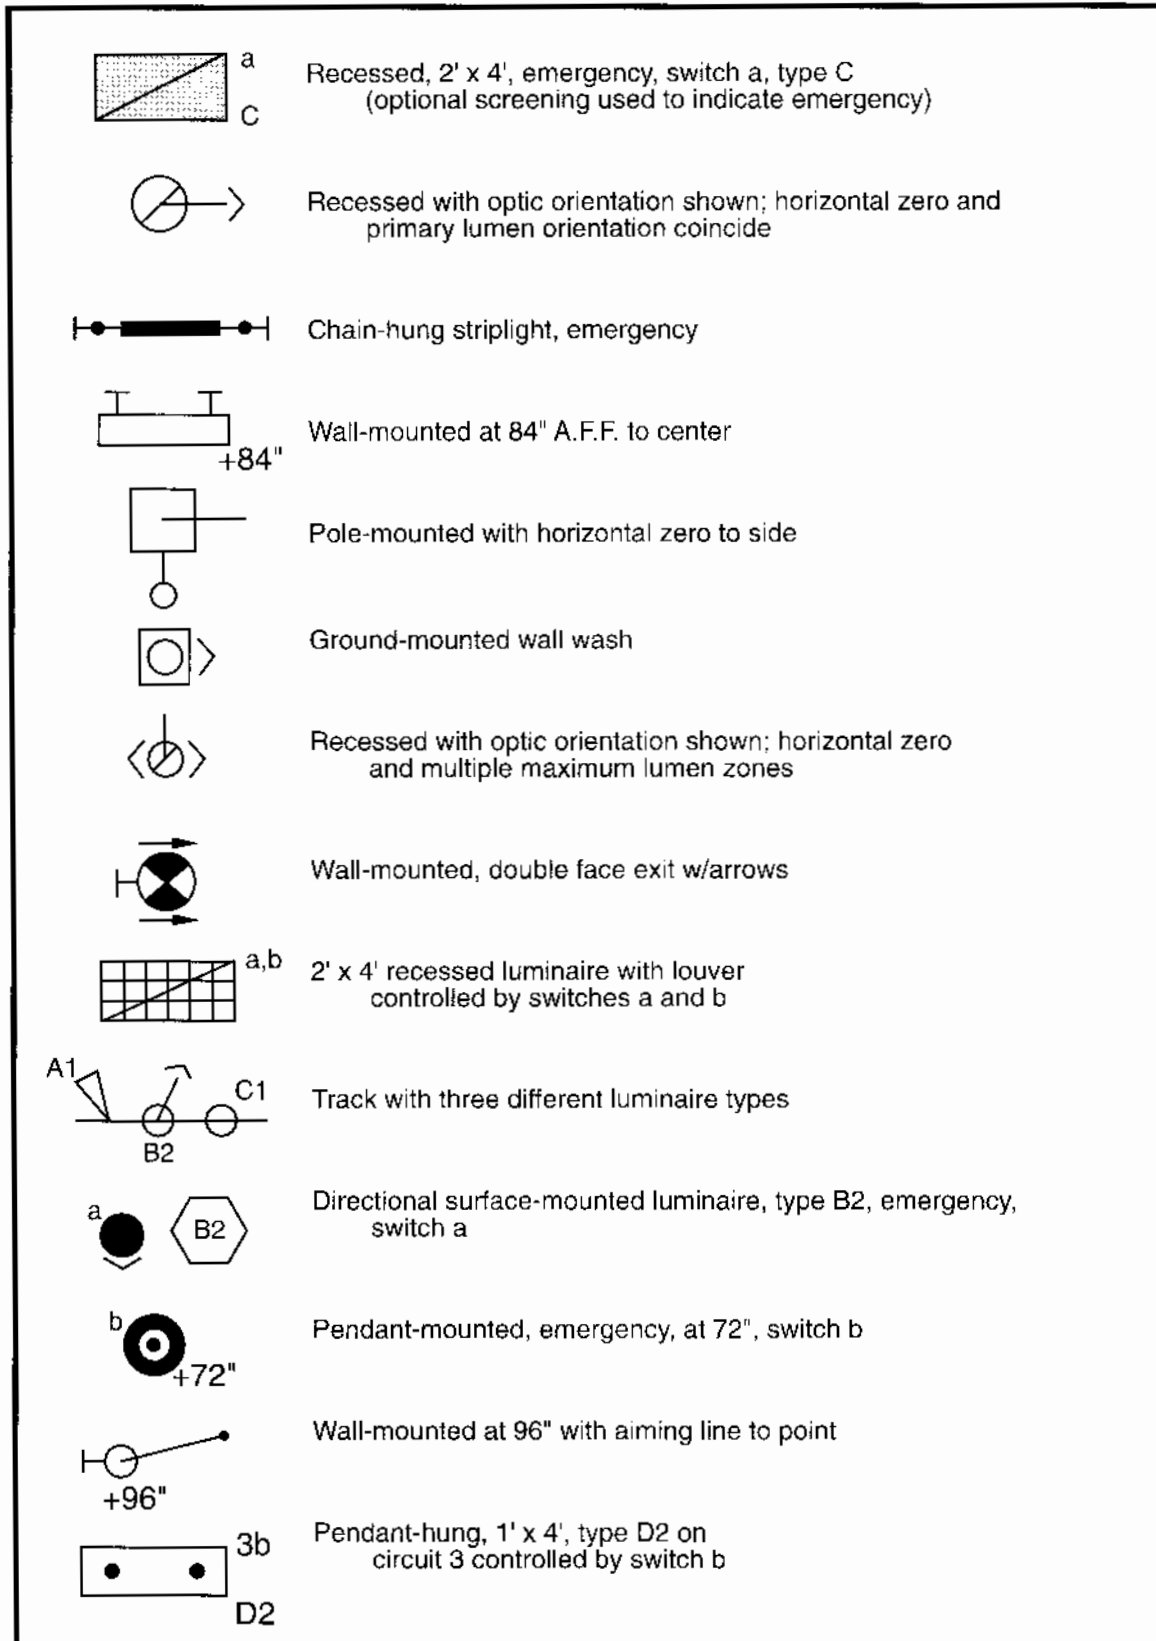 a
C
Recessed, 2' x 4', emergency, switch a, type C
(optional screening used to indicate emergency)
Recessed with optic orientation shown; horizontal zero and
primary lumen orientation coincide
Chain-hung striplight, emergency
+84"
Wall-mounted at 84" A.F.F. to center
Pole-mounted with horizontal zero to side
Ground-mounted wall wash
Recessed with optic orientation shown; horizontal zero
and multiple maximum lumen zones
Wall-mounted, double face exit w/arrows
a,b
2' x 4' recessed luminaire with louver
controlled by switches a and b
A1
C1
B2
Track with three different luminaire types
a
B2
Directional surface-mounted luminaire, type B2, emergency,
switch a
b
+72"
Pendant-mounted, emergency, at 72", switch b
+96"
Wall-mounted at 96" with aiming line to point
3b
D2
Pendant-hung, 1' x 4', type D2 on
circuit 3 controlled by switch b